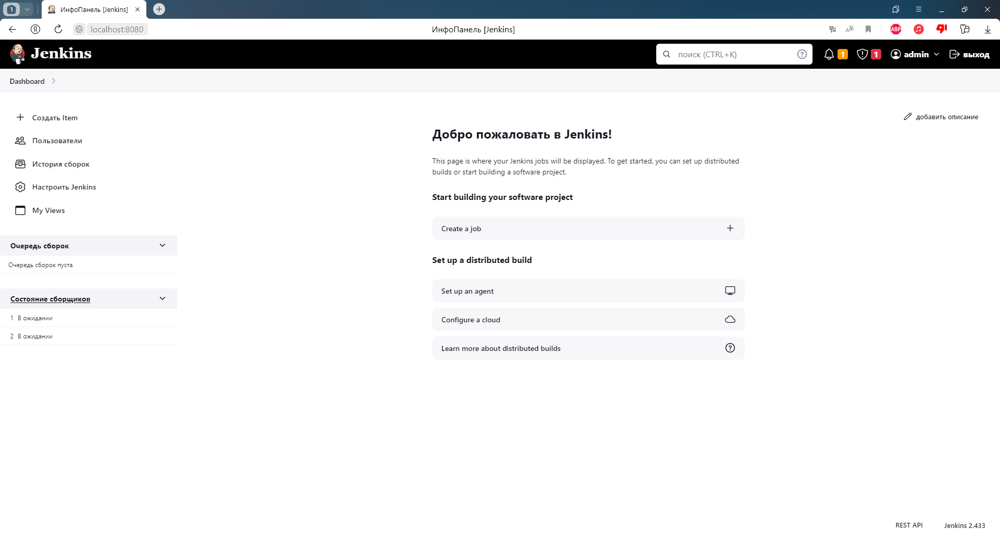 1
ИнфоПанель [Jenkins]
localhost:8080
ИнфоПанель [Jenkins]
ABP
Jenkins
поиск (CTRL+K)
1
1
admin
выход
Dashboard
Создать Item
Пользователи
История сборок
Настроить Jenkins
My Views
Очередь сборок
Очередь сборок пуста
Состояние сборщиков
1 В ожидании
2 В ожидании
добавить описание
Добро пожаловать в Jenkins!
This page is where your Jenkins jobs will be displayed. To get started, you can set up distributed
builds or start building a software project.
Start building your software project
Create a job
Set up a distributed build
Set up an agent
Configure a cloud
Learn more about distributed builds
REST API
Jenkins 2.433